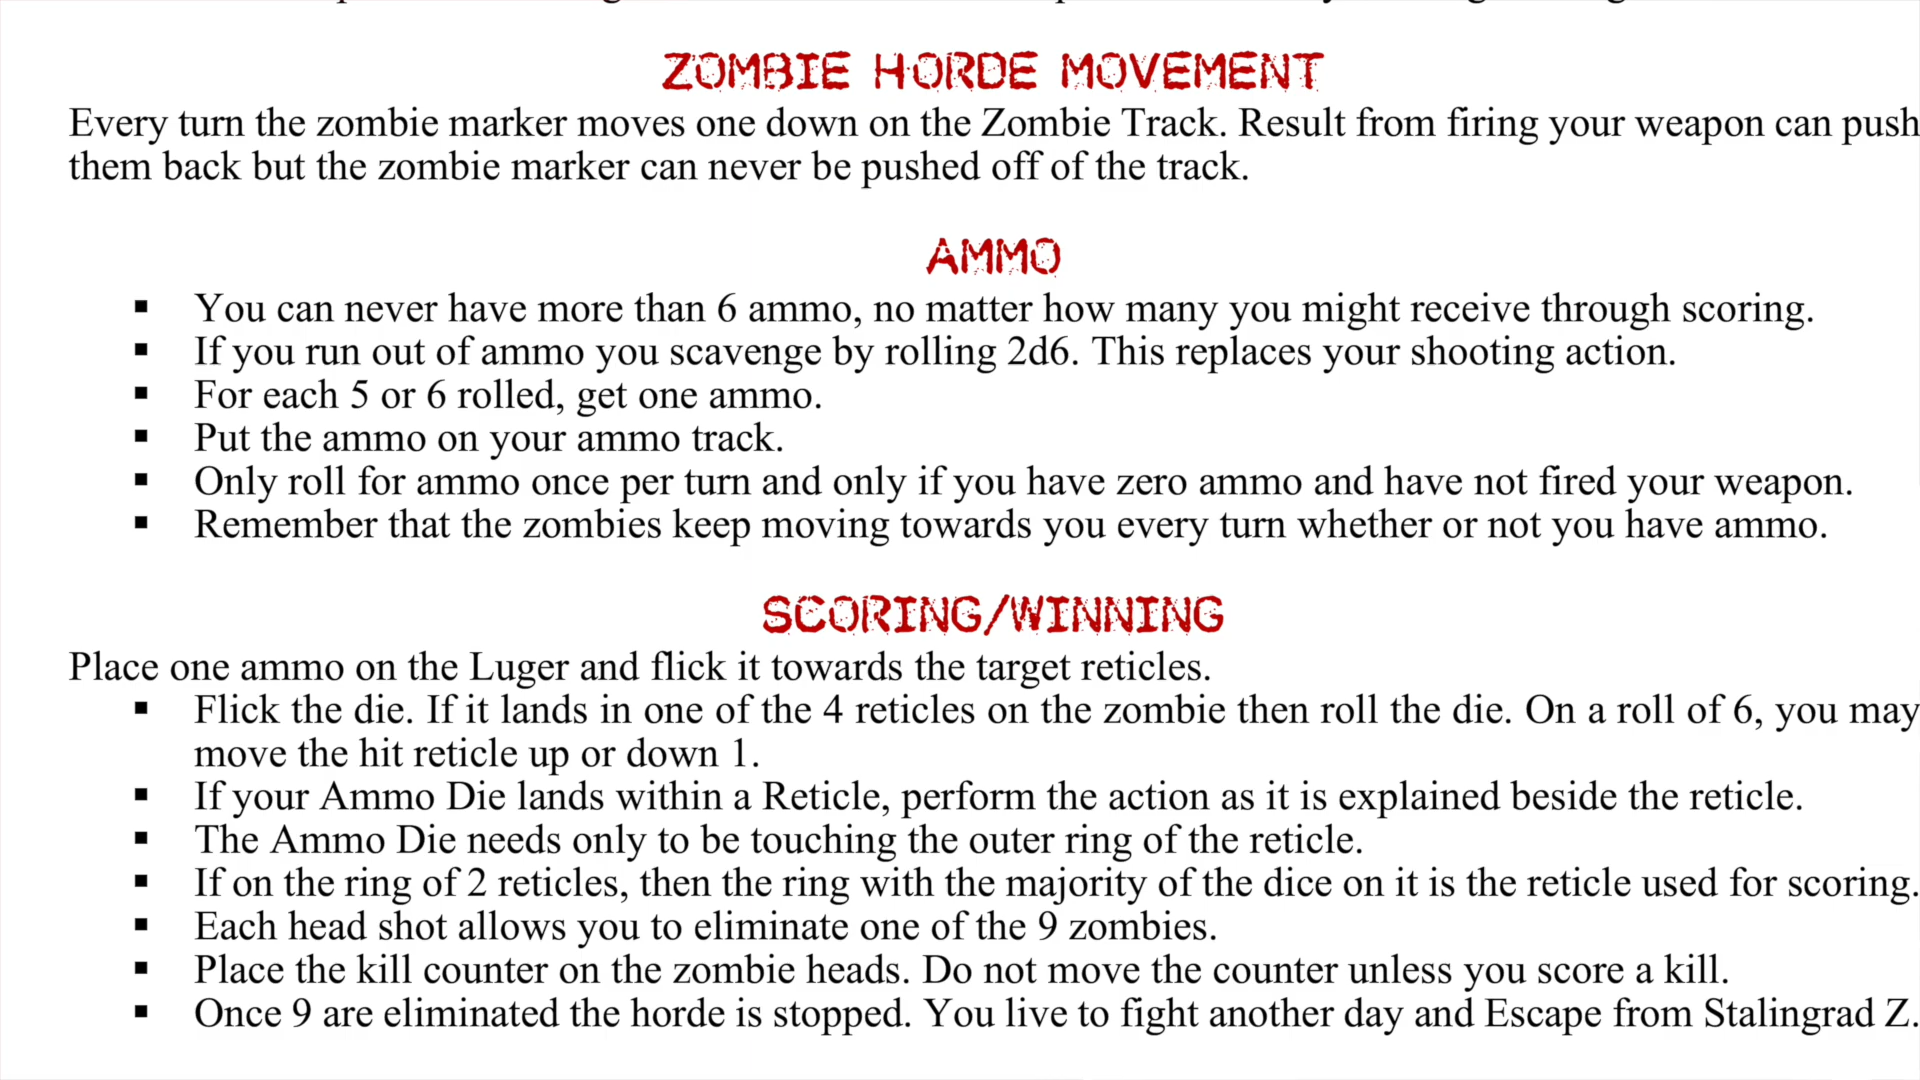 ZOMBIE HORDE MOVEMENT
Every turn the zombie marker moves one down on the Zombie Track. Result from firing your weapon can push
them back but the zombie marker can never be pushed off of the track.
AMMO
▪ You can never have more than 6 ammo, no matter how many you might receive through scoring.
▪ If you run out of ammo you scavenge by rolling 2d6. This replaces your shooting action.
▪ For each 5 or 6 rolled, get one ammo.
▪ Put the ammo on your ammo track.
▪ Only roll for ammo once per turn and only if you have zero ammo and have not fired your weapon.
▪ Remember that the zombies keep moving towards you every turn whether or not you have ammo.
SCORING/WINNING
Place one ammo on the Luger and flick it towards the target reticles.
▪ Flick the die. If it lands in one of the 4 reticles on the zombie then roll the die. On a roll of 6, you may
move the hit reticle up or down 1.
▪ If your Ammo Die lands within a Reticle, perform the action as it is explained beside the reticle.
▪ The Ammo Die needs only to be touching the outer ring of the reticle.
▪ If on the ring of 2 reticles, then the ring with the majority of the dice on it is the reticle used for scoring.
▪ Each head shot allows you to eliminate one of the 9 zombies.
▪ Place the kill counter on the zombie heads. Do not move the counter unless you score a kill.
▪ Once 9 are eliminated the horde is stopped. You live to fight another day and Escape from Stalingrad Z.